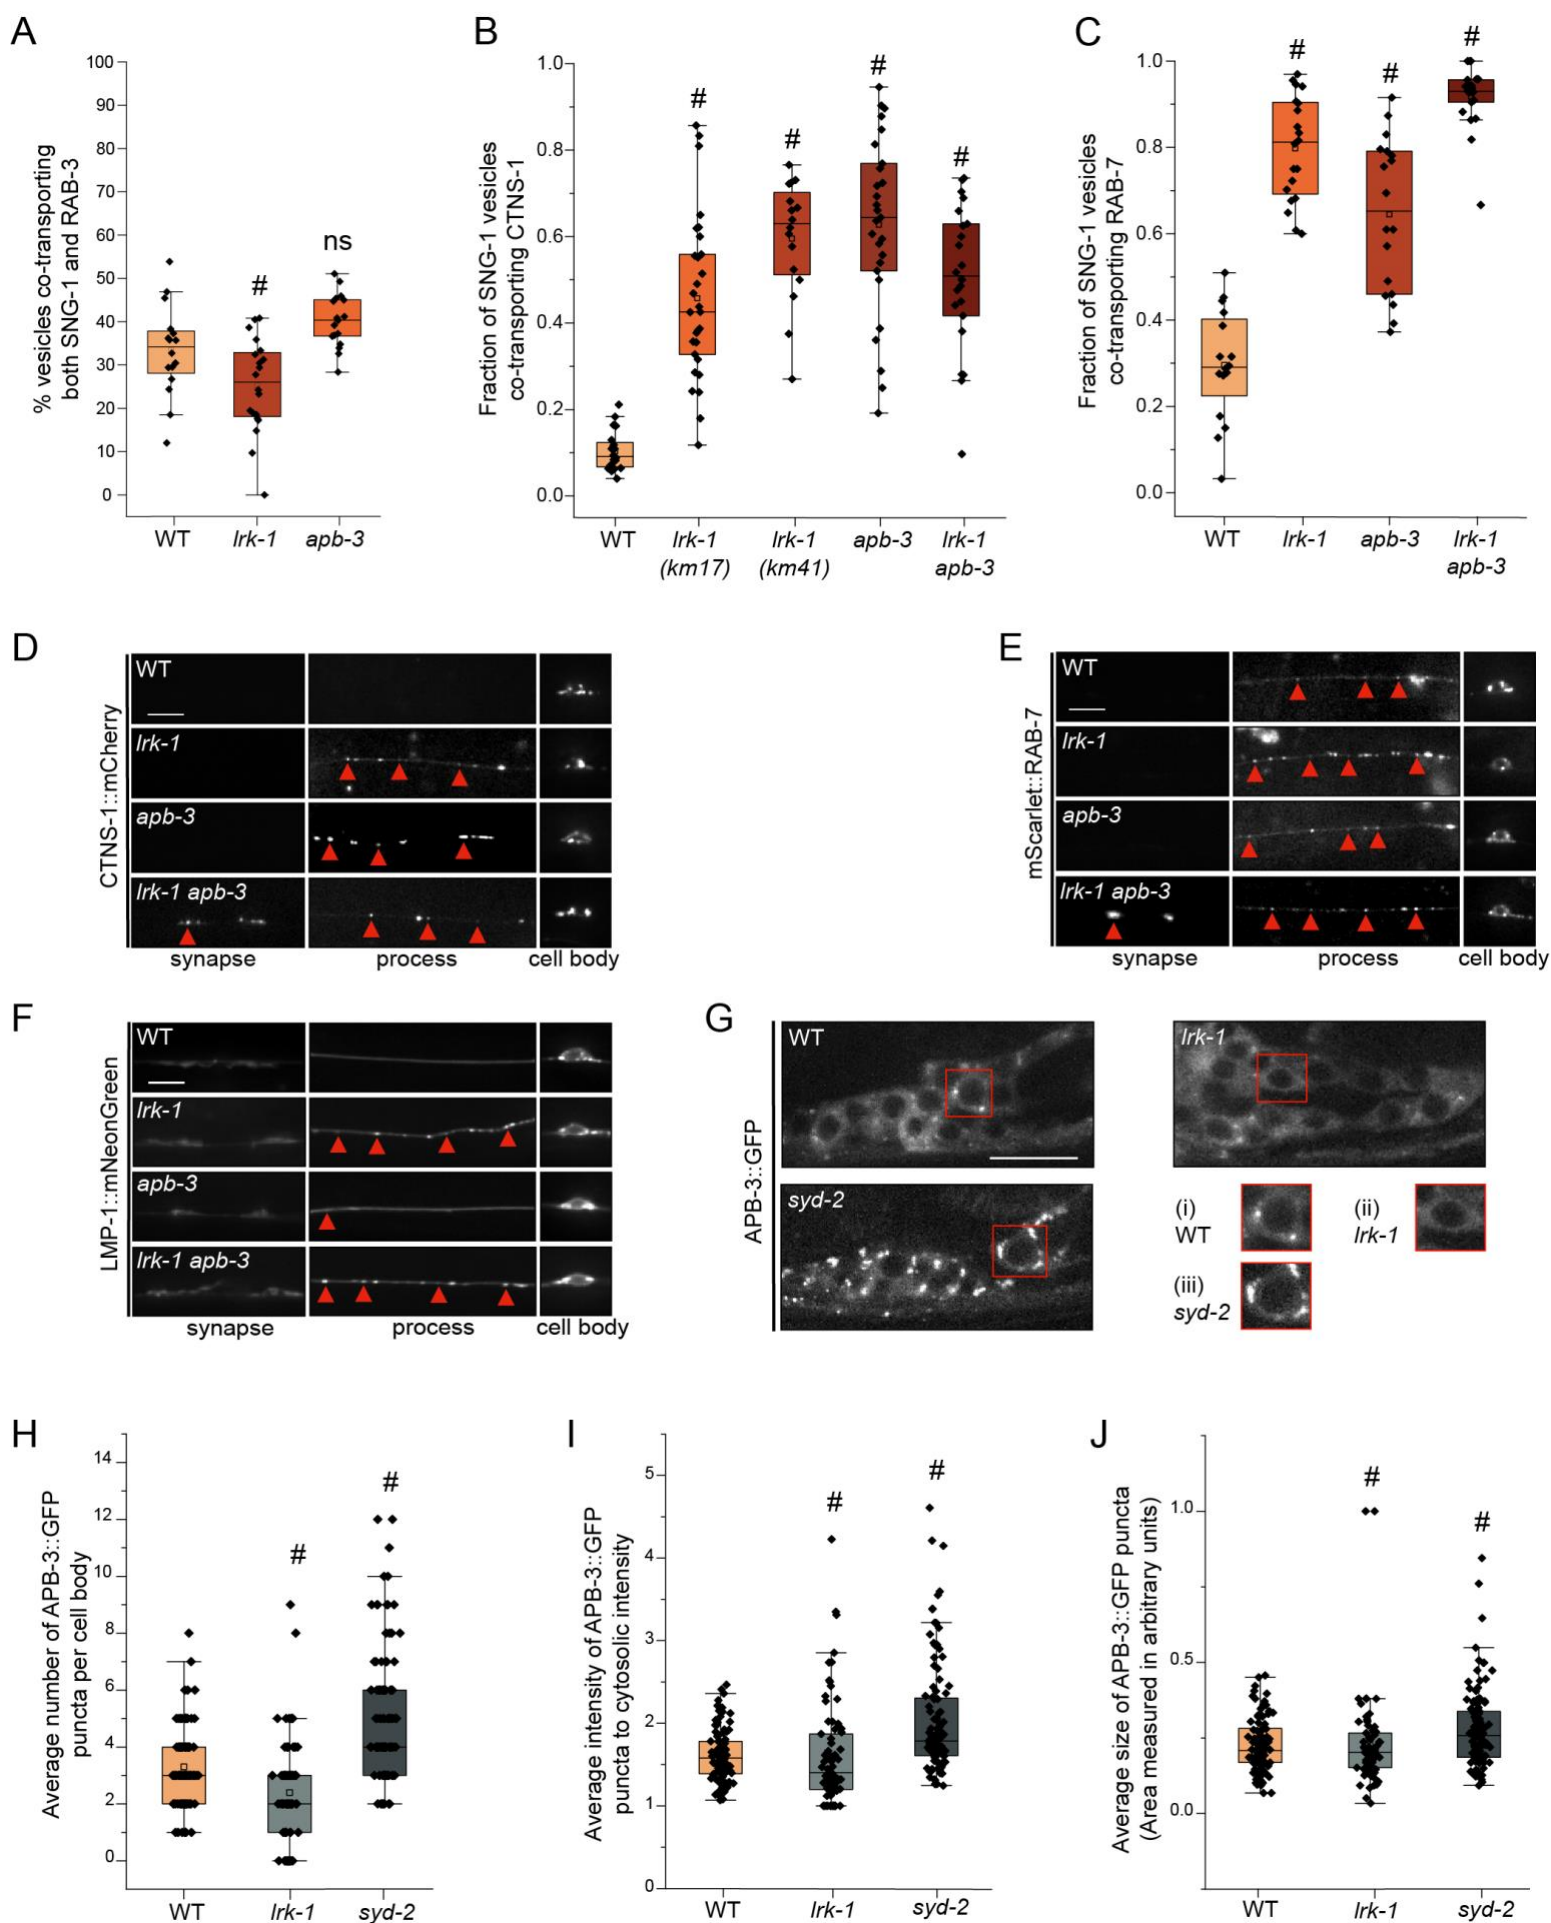 A
% vesicles co-transporting
both SNG-1 and RAB-3
100
90
80
70
60
50
40
30
20
10
0
#
ns
WT
lrk-1
apb-3
B
Fraction of SNG-1 vesicles
co-transporting CTNS-1
1.0
0.8
0.6
0.4
0.2
0.0
#
#
#
#
WT
lrk-1
(km17)
lrk-1
(km41)
apb-3
lrk-1
apb-3
C
Fraction of SNG-1 vesicles
co-transporting RAB-7
1.0
0.8
0.6
0.4
0.2
0.0
#
#
#
WT
lrk-1
apb-3
lrk-1
apb-3
D
CTNS-1::mCherry
WT
lrk-1
apb-3
lrk-1 apb-3
synapse
process
cell body
E
mScarlet::RAB-7
WT
lrk-1
apb-3
lrk-1 apb-3
synapse
process
cell body
F
LMP-1::mNeonGreen
WT
lrk-1
apb-3
lrk-1 apb-3
synapse
process
cell body
G
APB-3::GFP
WT
lrk-1
syd-2
(i)
WT
(ii)
lrk-1
(iii)
syd-2
H
Average number of APB-3::GFP
puncta per cell body
14
12
10
8
6
4
2
0
#
#
WT
lrk-1
syd-2
I
Average intensity of APB-3::GFP
puncta to cytosolic intensity
5
4
3
2
1
0
#
#
WT
lrk-1
syd-2
J
Average size of APB-3::GFP puncta
(Area measured in arbitrary units)
1.0
0.5
0.0
#
#
WT
lrk-1
syd-2